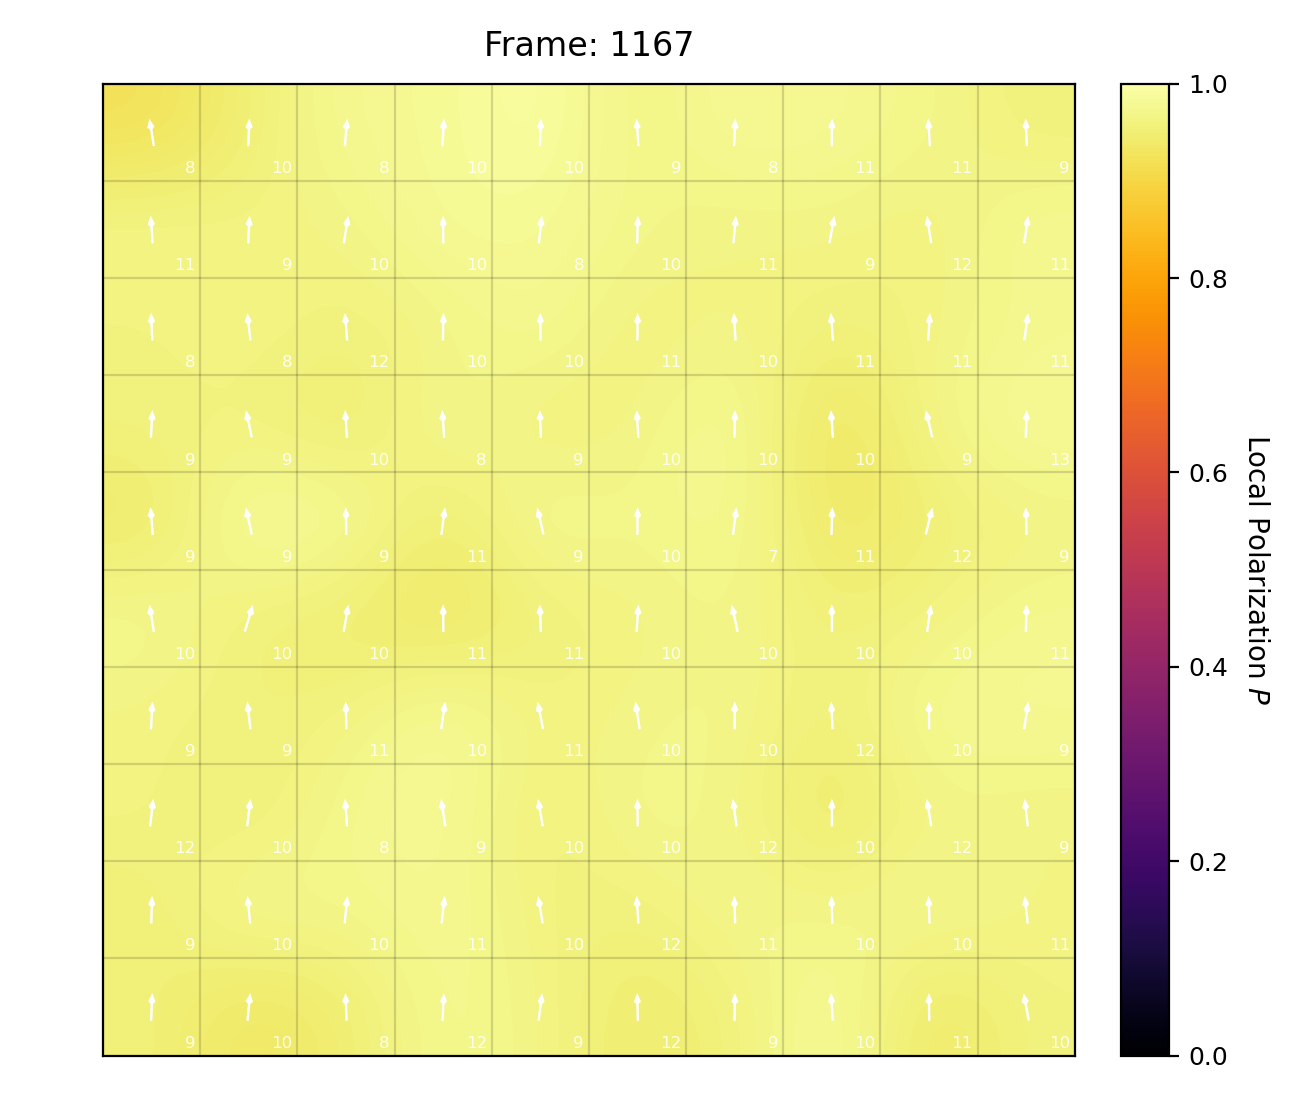 Frame: 1167
8 10 8 10 10 9 8 11 11 9
11 9 10 10 8 10 11 9 12 11
8 8 12 10 10 11 10 11 11 11
9 9 10 8 9 10 10 10 9 13
9 9 9 11 9 10 7 11 12 9
10 10 10 11 11 10 10 10 10 11
9 9 11 10 11 10 10 12 10 9
12 10 8 9 10 10 12 10 12 9
9 10 10 11 10 12 11 10 10 11
9 10 8 12 9 12 9 10 11 10
1.0
0.8
0.6
0.4
0.2
0.0
Local Polarization P